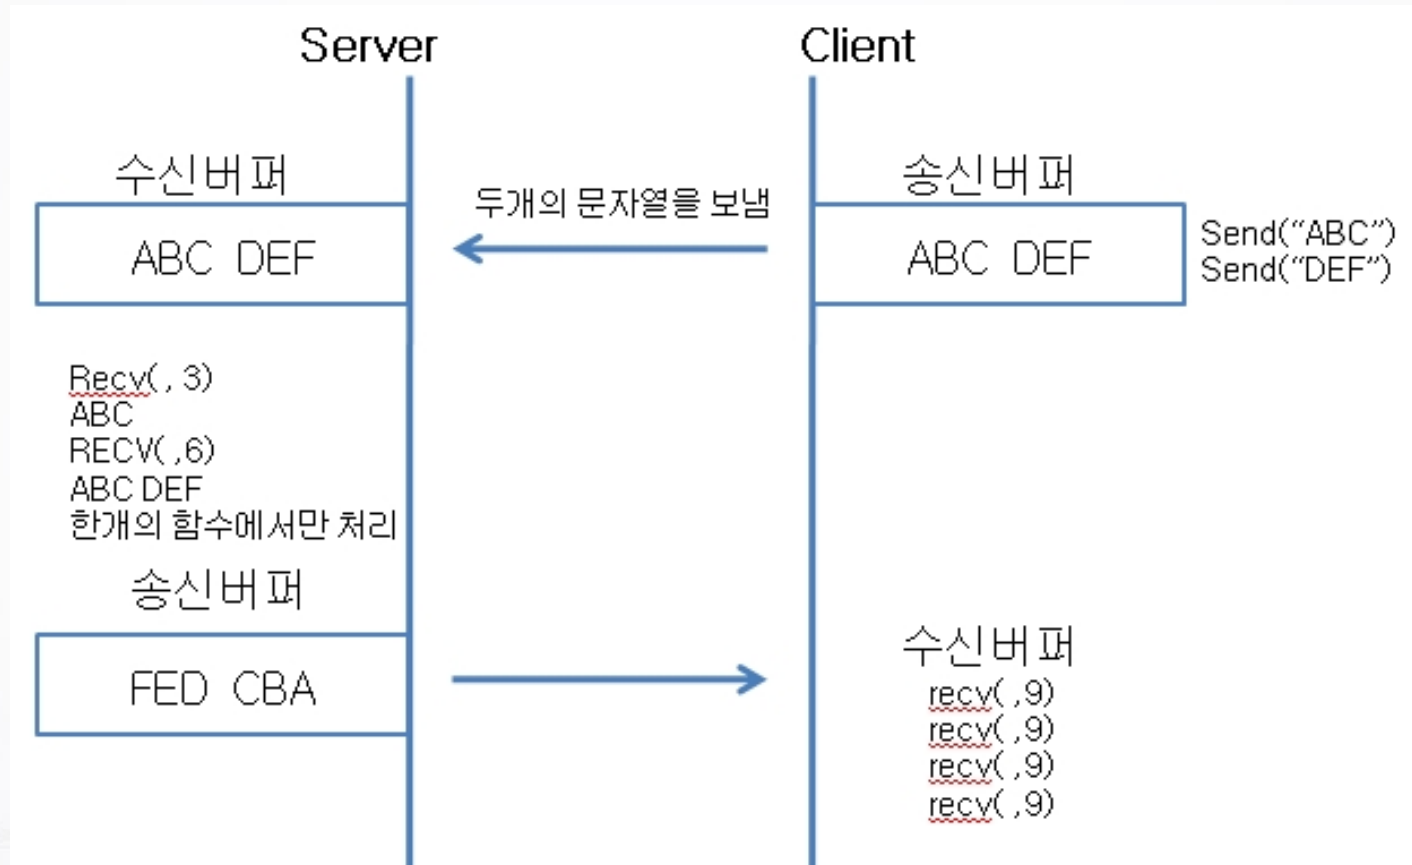 Server
Client
수신버퍼
송신버퍼
두개의 문자열을 보냄
ABC DEF
ABC DEF
Send(“ABC”)
Send(“DEF”)
Recv(, 3)
ABC
RECV( ,6)
ABC DEF
한개의 함수에서만 처리
송신버퍼
FED CBA
수신버퍼
recv( ,9)
recv( ,9)
recv( ,9)
recv( ,9)